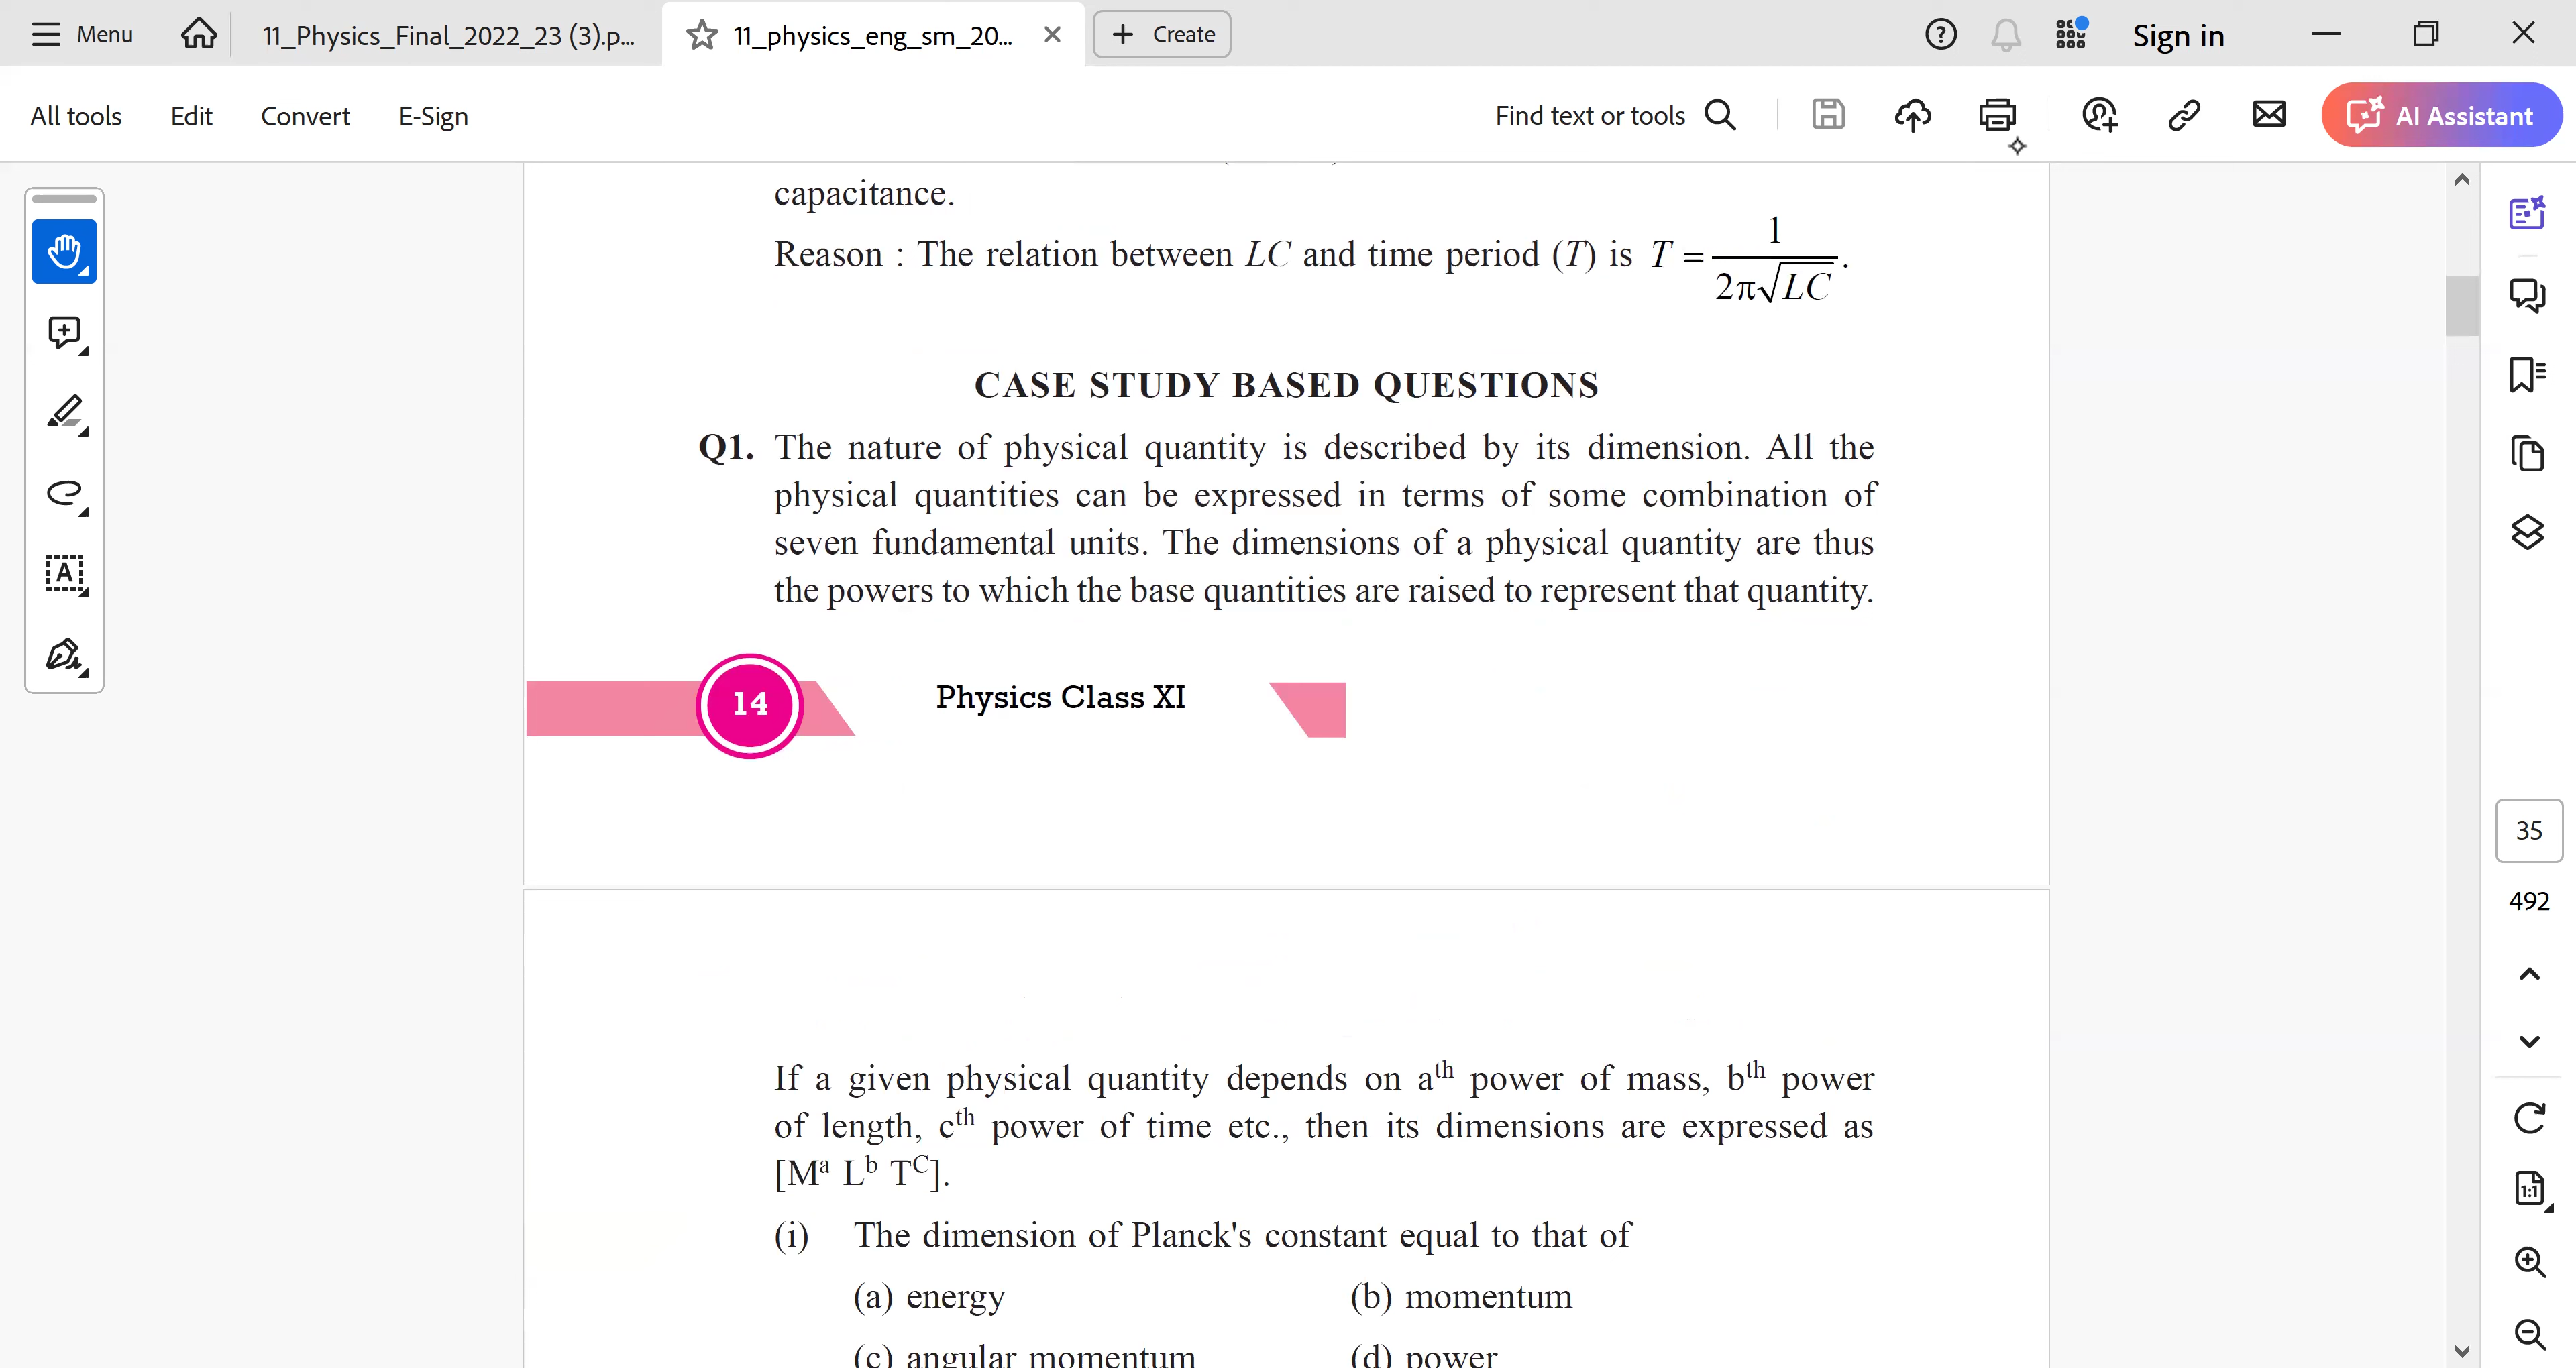 Menu
11_Physics_Final_2022_23 (3).p...
11_physics_eng_sm_20...
Create
Sign in
All tools
Edit
Convert
E-Sign
Find text or tools
AI Assistant
capacitance.
Reason : The relation between LC and time period (T) is T = 1/(2π√LC).
CASE STUDY BASED QUESTIONS
Q1. The nature of physical quantity is described by its dimension. All the
physical quantities can be expressed in terms of some combination of
seven fundamental units. The dimensions of a physical quantity are thus
the powers to which the base quantities are raised to represent that quantity.
14
Physics Class XI
If a given physical quantity depends on aᵗʰ power of mass, bᵗʰ power
of length, cᵗʰ power of time etc., then its dimensions are expressed as
[Mᵃ Lᵇ Tᶜ].
(i) The dimension of Planck's constant equal to that of
(a) energy (b) momentum
(c) angular momentum (d) power
35
492
1:1